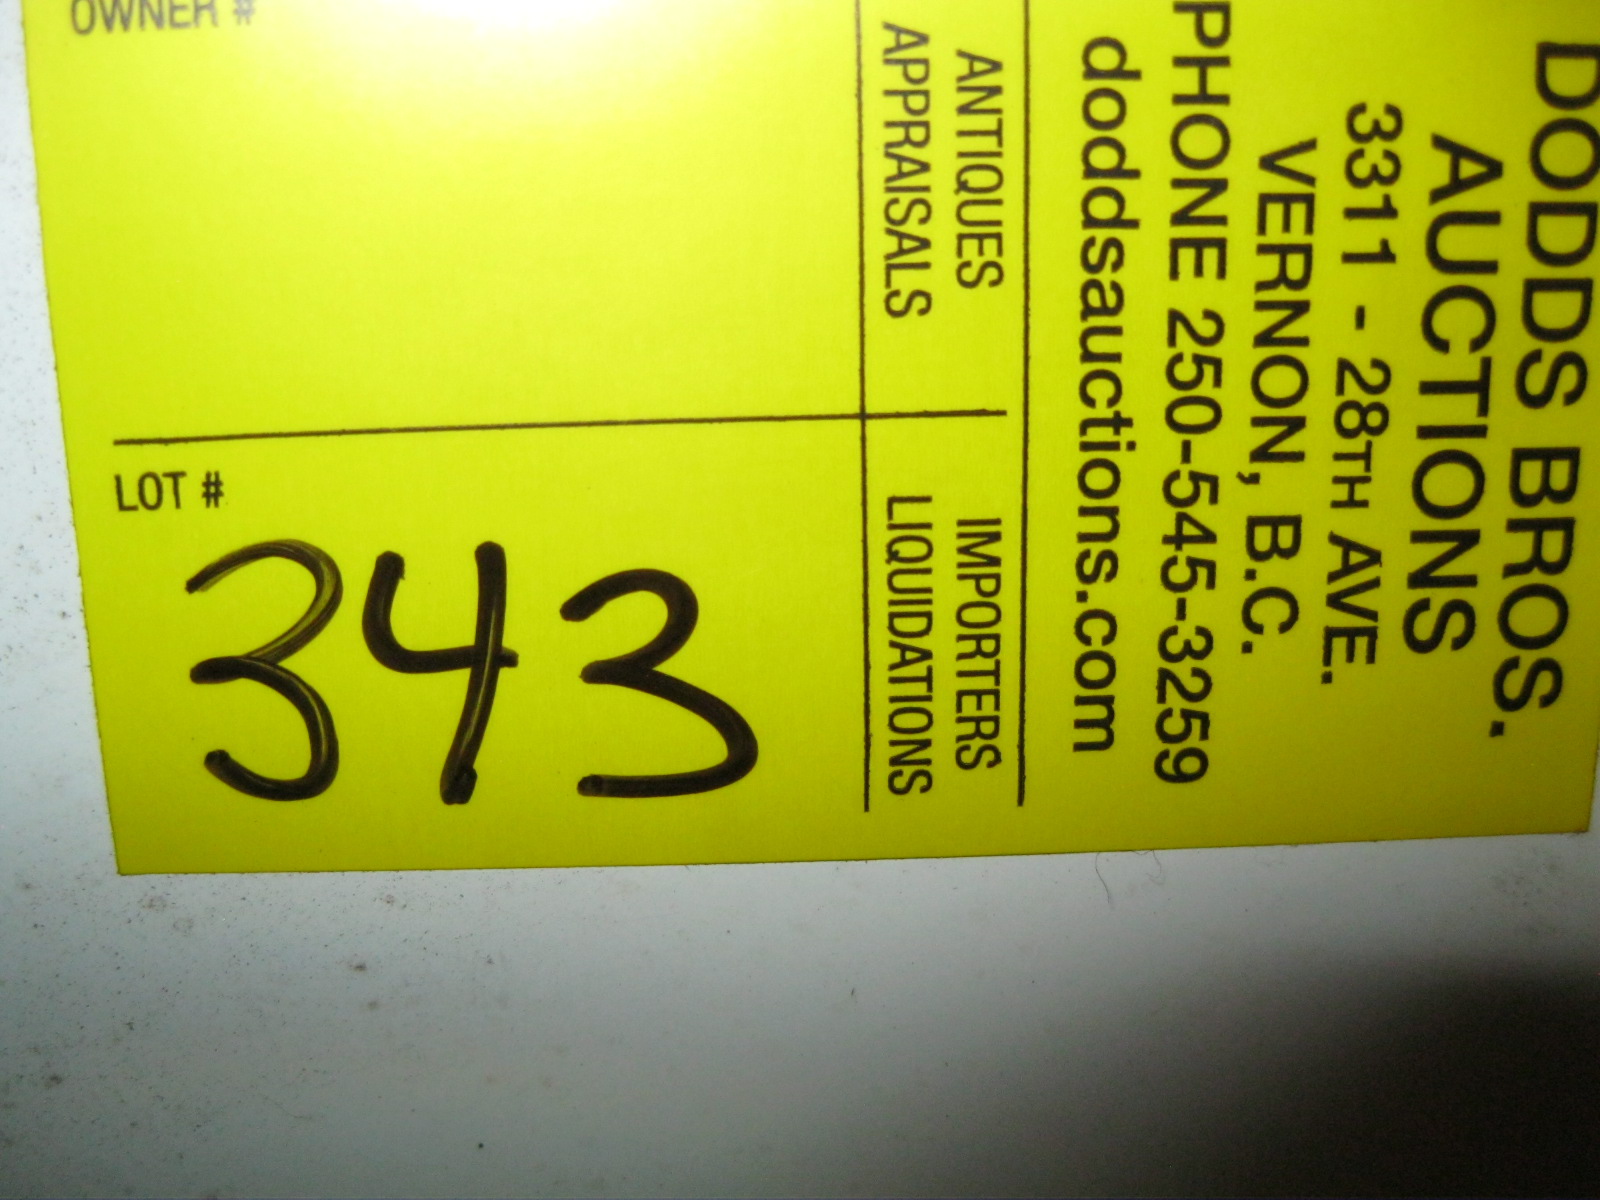 OWNER #
LOT #
343
ANTIQUES
APPRAISALS
IMPORTERS
LIQUIDATIONS
DODDS BROS.
AUCTIONS
3311 - 28TH AVE.
VERNON, B.C.
PHONE 250-545-3259
doddsauctions.com